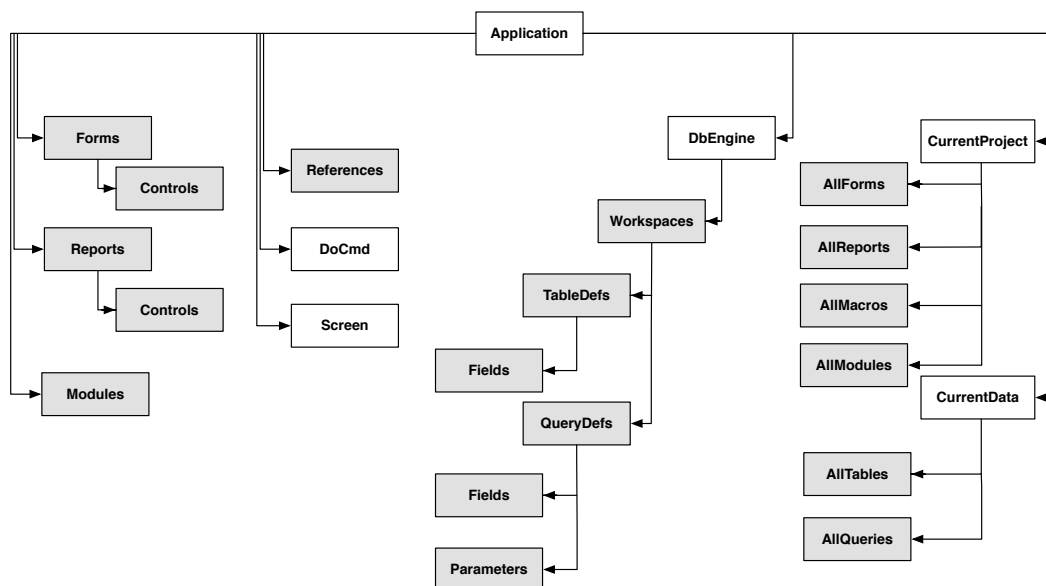 Application
Forms
Controls
Reports
Controls
Modules
References
DoCmd
Screen
DbEngine
Workspaces
TableDefs
Fields
QueryDefs
Fields
Parameters
CurrentProject
AllForms
AllReports
AllMacros
AllModules
CurrentData
AllTables
AllQueries